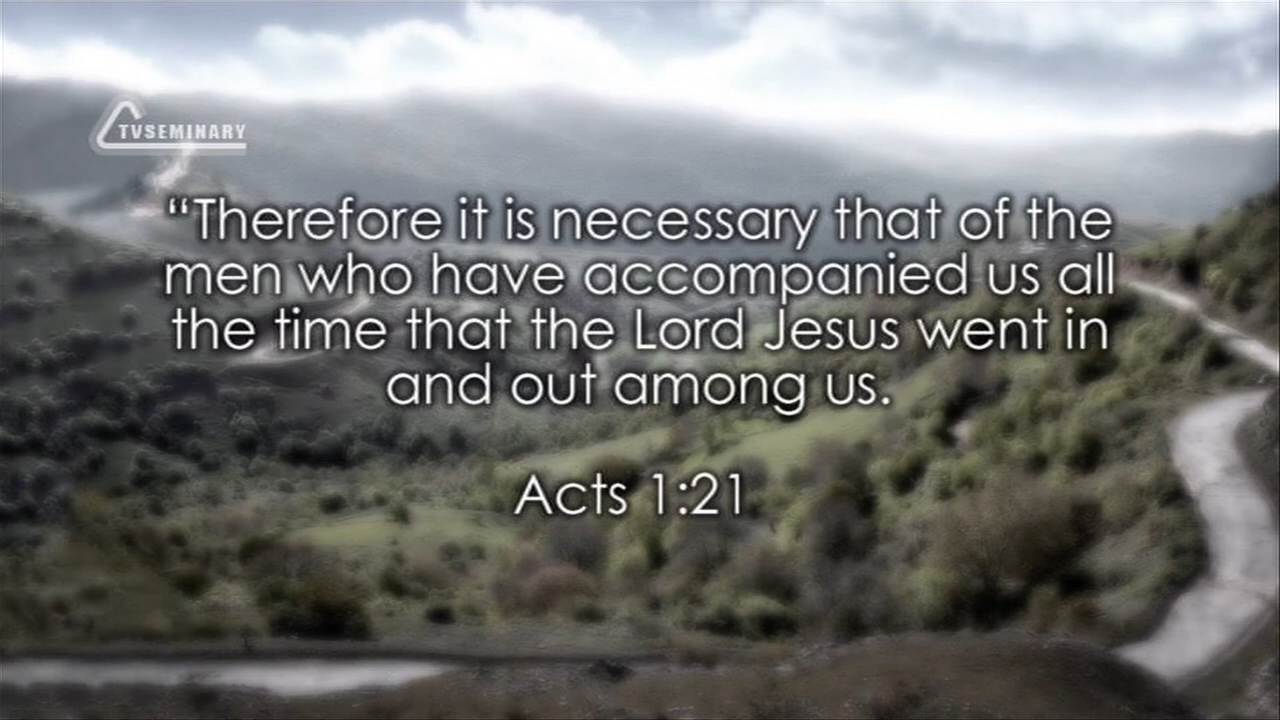 TVSEMINARY
“Therefore it is necessary that of the
men who have accompanied us all
the time that the Lord Jesus went in
and out among us.
Acts 1:21